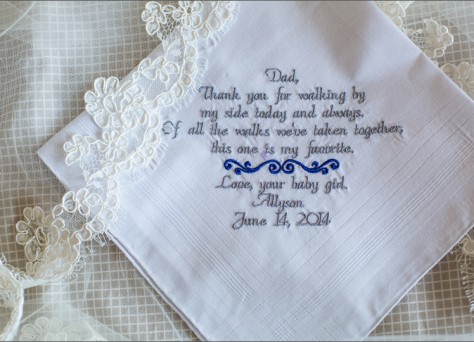 Dad,
Thank you for walking by
my side today and always.
Of all the walks we've taken together,
this one is my favorite.
Love, your baby girl,
Allyson
June 14, 2014